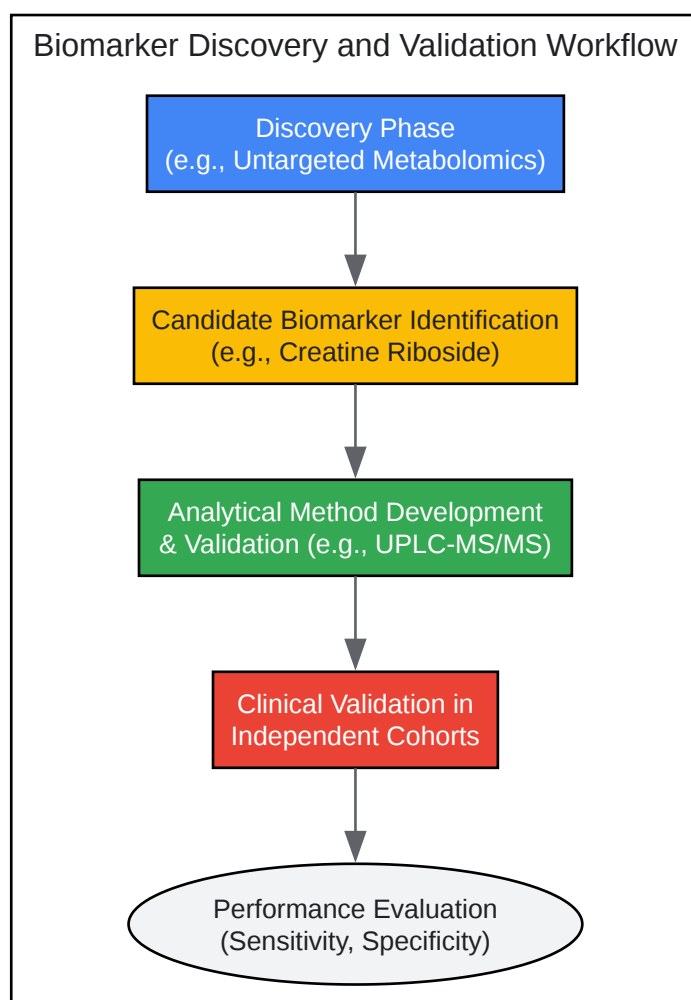 Biomarker Discovery and Validation Workflow
Discovery Phase
(e.g., Untargeted Metabolomics)
Candidate Biomarker Identification
(e.g., Creatine Riboside)
Analytical Method Development
& Validation (e.g., UPLC-MS/MS)
Clinical Validation in
Independent Cohorts
Performance Evaluation
(Sensitivity, Specificity)